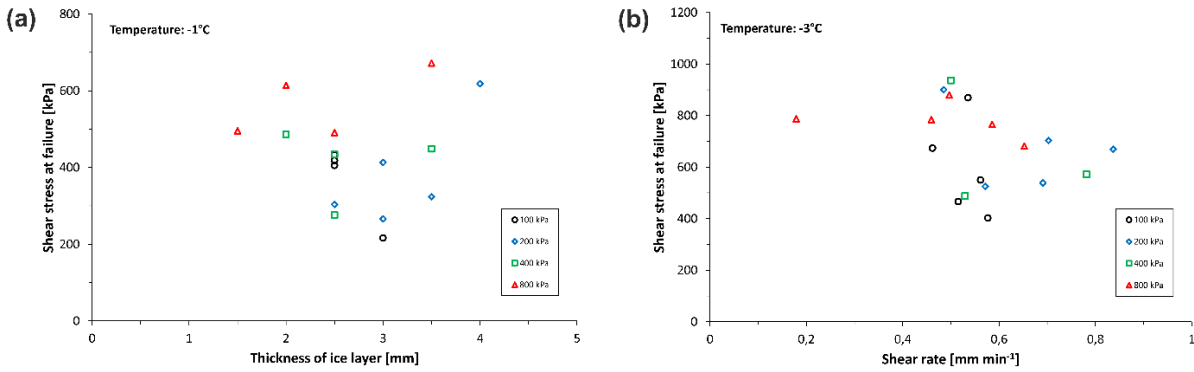 (a)
Temperature: -1°C
Shear stress at failure [kPa]
800
600
400
200
0
0
1
2
3
4
5
Thickness of ice layer [mm]
100 kPa
200 kPa
400 kPa
800 kPa
(b)
Temperature: -3°C
Shear stress at failure [kPa]
1200
1000
800
600
400
200
0
0
0,2
0,4
0,6
0,8
1
Shear rate [mm min⁻¹]
100 kPa
200 kPa
400 kPa
800 kPa